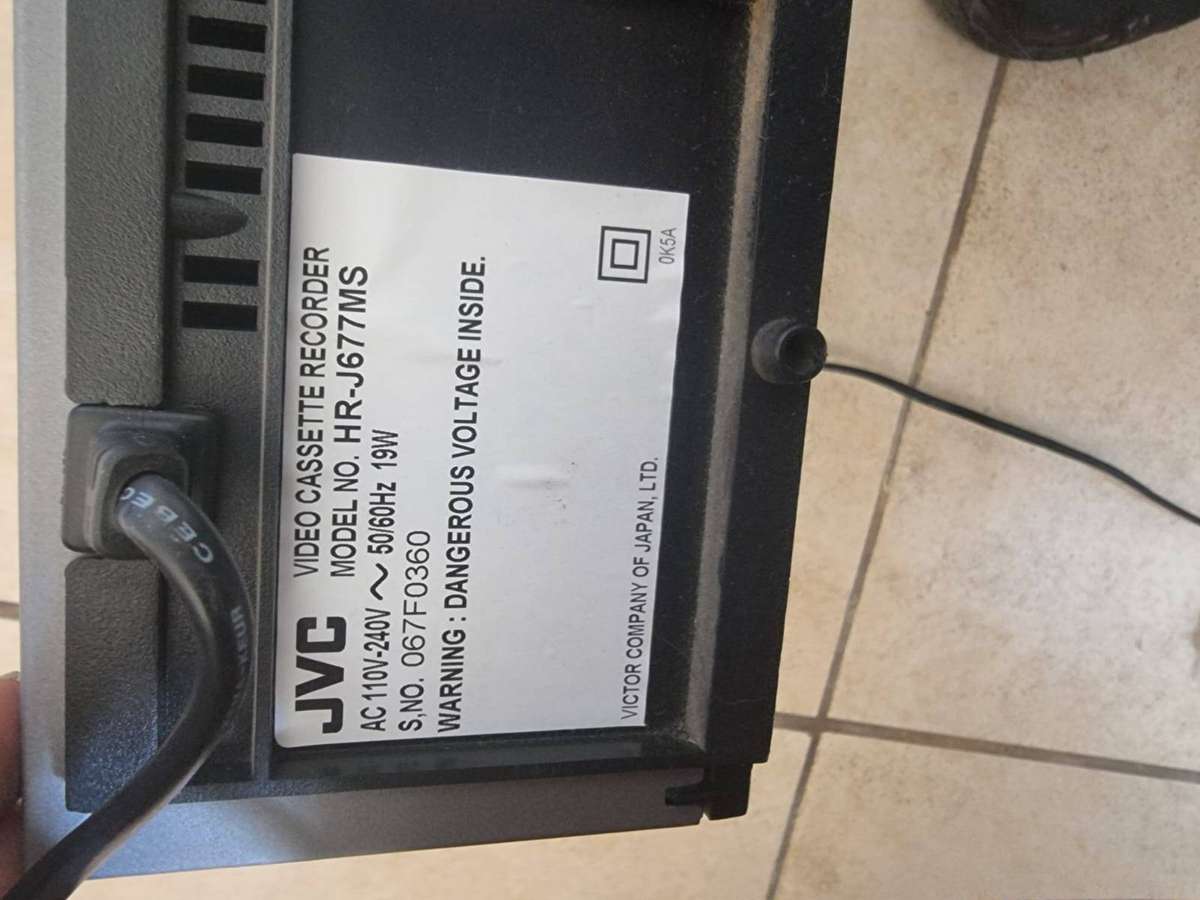 JVC
VIDEO CASSETTE RECORDER
MODEL NO. HR-J677MS
AC 110V-240V ~ 50/60Hz 19W
S,NO. 067F0360
WARNING : DANGEROUS VOLTAGE INSIDE.
VICTOR COMPANY OF JAPAN, LTD.
0K5A
CEBEC